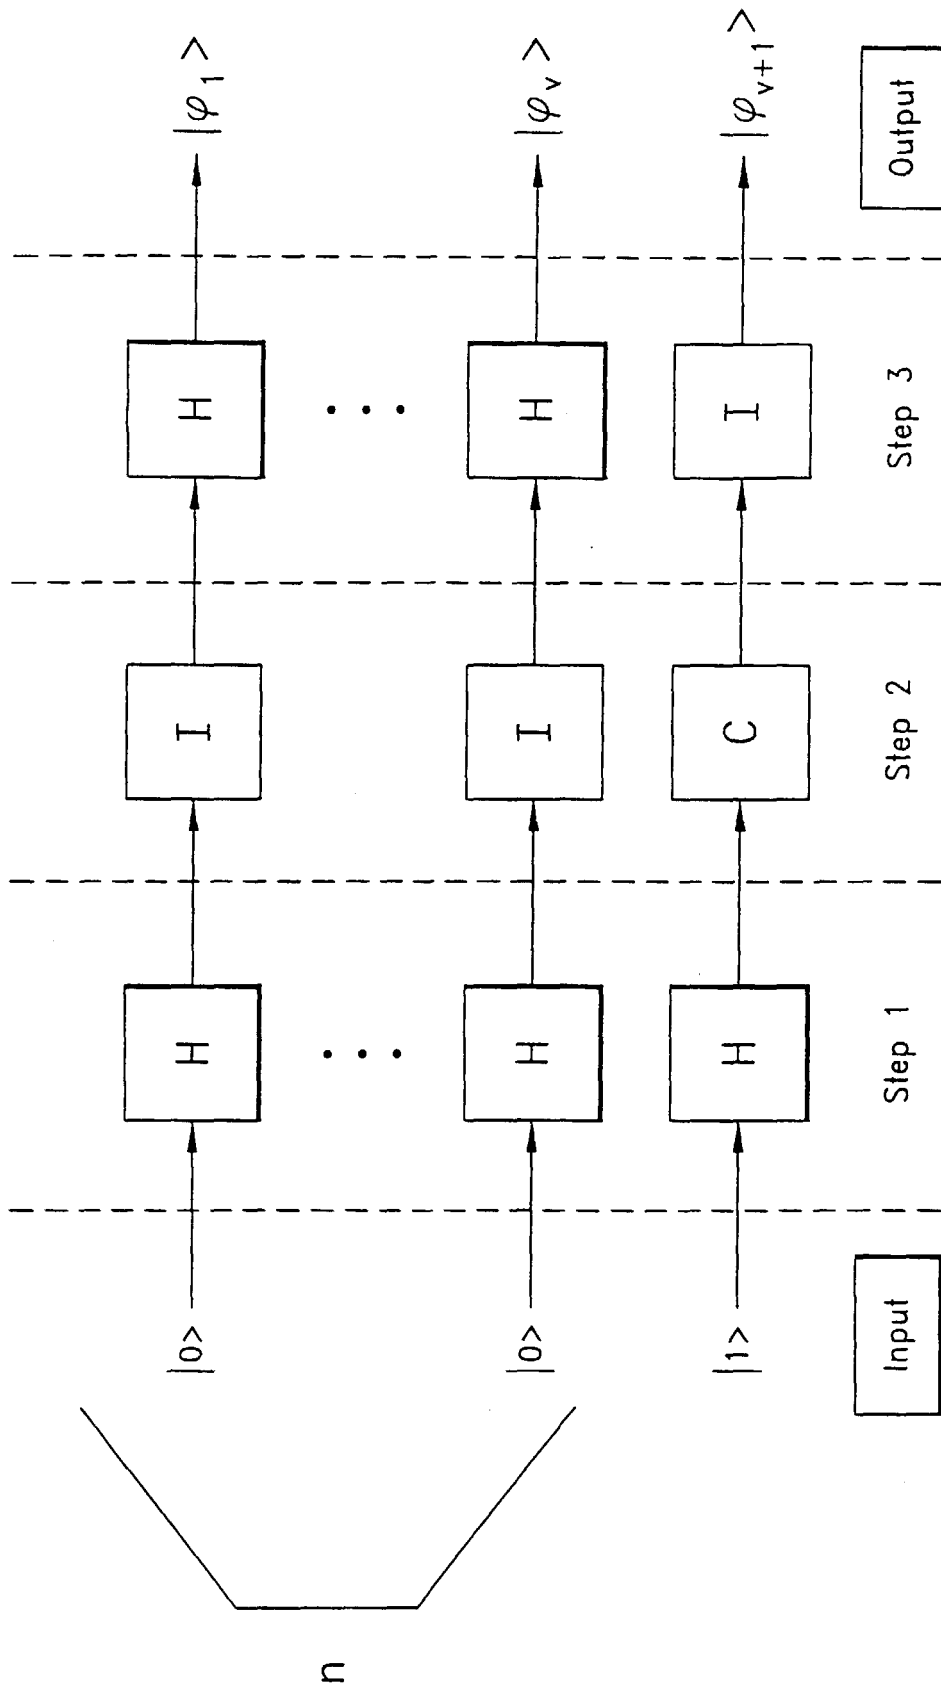 n
|0> H I H |φ₁>
|0> H I H |φᵥ>
|1> H C I |φᵥ₊₁>
Input Step 1 Step 2 Step 3 Output